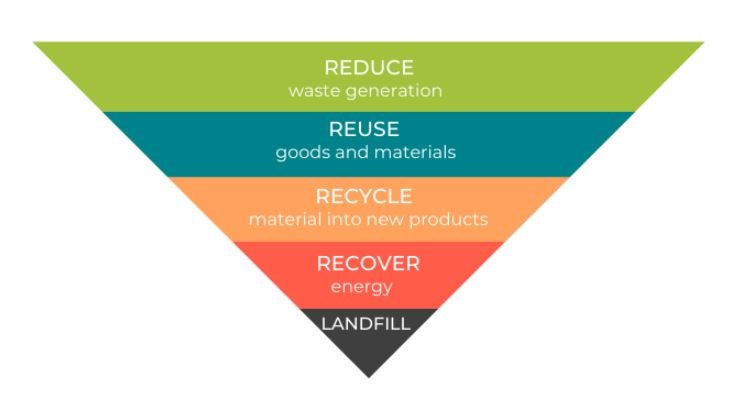 REDUCE
waste generation
REUSE
goods and materials
RECYCLE
material into new products
RECOVER
energy
LANDFILL